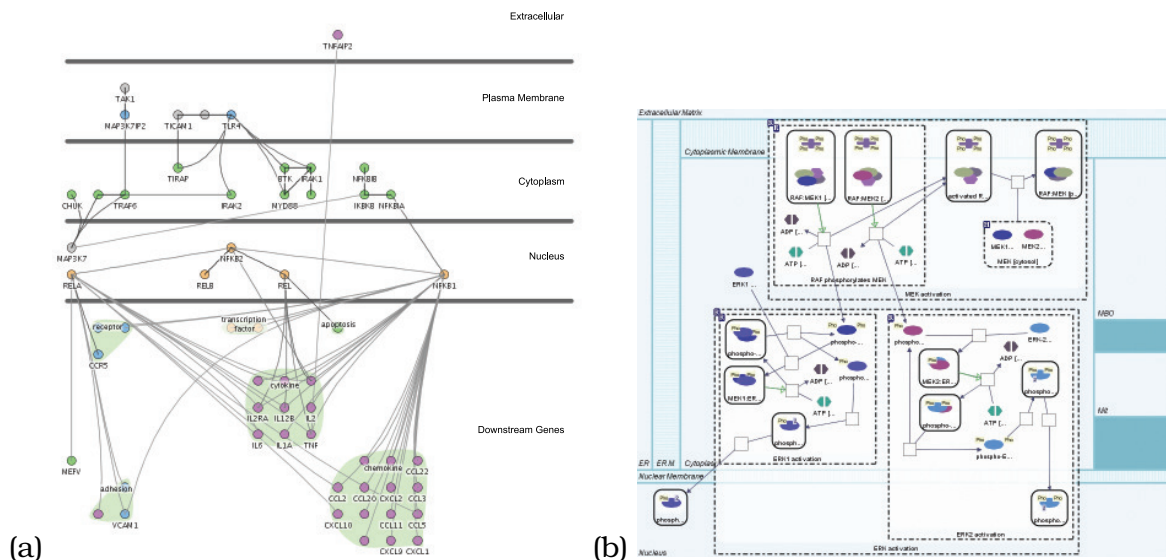 Extracellular
TNFAIP2
Plasma Membrane
TAK1
MAP3K7IP2
TICAM1
TLR4
Cytoplasm
TIRAP
BTK
IRAK1
NFKBIB
CHUK
TRAF6
IRAK2
MYD88
IKBKB
NFKBIA
Nucleus
MAP3K7
NFKB2
RELA
RELB
REL
NFKB1
receptor
transcription
factor
apoptosis
CCR5
cytokine
IL2RA
IL12B
IL2
IL6
IL1A
TNF
Downstream Genes
MEFV
chemokine
CCL22
CCL2
CCL20
CXCL2
CCL3
adhesion
VCAM1
CXCL10
CCL11
CCL5
CXCL9
CXCL1
(a)
Extracellular Matrix
Cytoplasmic Membrane
RAF:MEK1 [...
RAF:MEK2 [...
activated R...
RAF:MEK [p...
ADP [...
ATP [...
ADP [...
ATP [...
MEK1...
MEK2...
MEK [cytosol]
RAF phosphorylates MEK
MEK activation
ERK1 ...
MBO
phospho-...
phospho-...
phospho...
ERK-2...
ADP [...
phospho...
MEK1:ER...
ADP [...
ATP [...
MEK2:ER...
phospho...
phospho-...
ATP [...
phosph...
phospho-E...
ERK1 activation
ER
ER M
Cytoplas
Nuclear Membrane
phosph...
phospho...
ERK2 activation
ERK activation
Nucleus
(b)